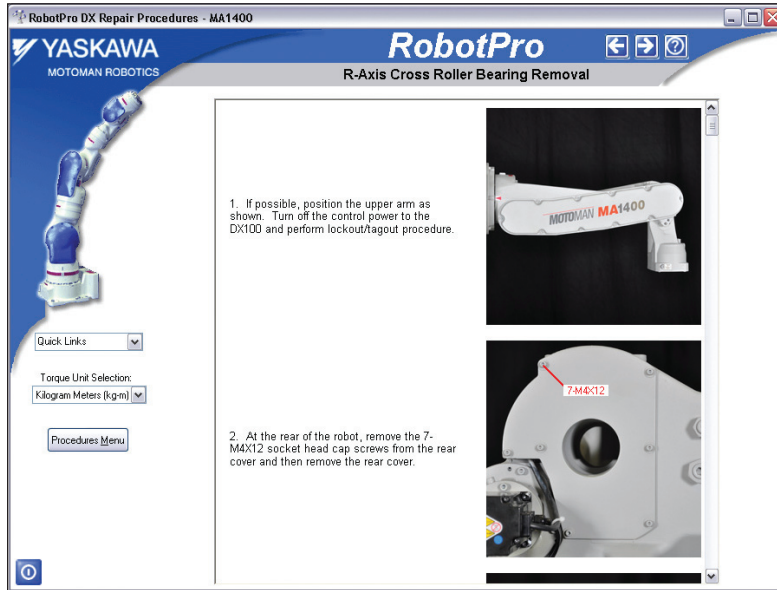 RobotPro DX Repair Procedures - MA1400
YASKAWA
MOTOMAN ROBOTICS
RobotPro
R-Axis Cross Roller Bearing Removal
1. If possible, position the upper arm as
shown. Turn off the control power to the
DX100 and perform lockout/tagout procedure.
MOTOMAN MA1400
Quick Links
Torque Unit Selection:
Kilogram Meters (kg-m)
Procedures Menu
7-M4X12
2. At the rear of the robot, remove the 7-
M4X12 socket head cap screws from the rear
cover and then remove the rear cover.